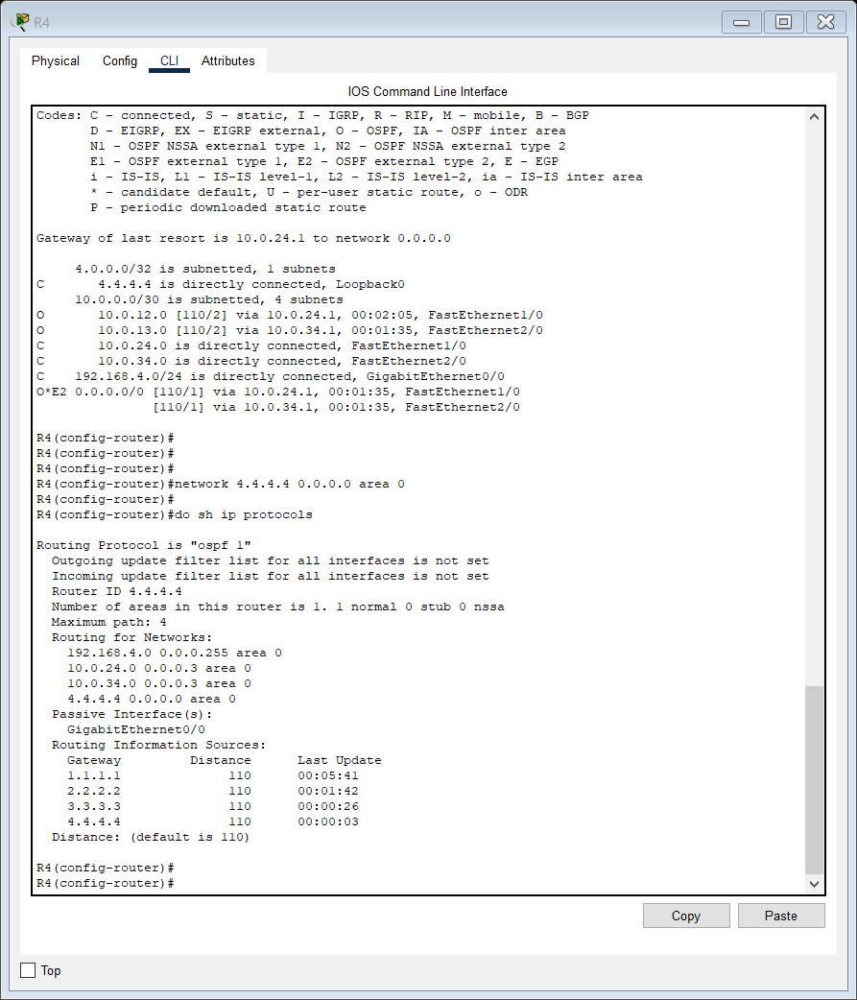 R4
Physical Config CLI Attributes
IOS Command Line Interface
Codes: C - connected, S - static, I - IGRP, R - RIP, M - mobile, B - BGP
D - EIGRP, EX - EIGRP external, O - OSPF, IA - OSPF inter area
N1 - OSPF NSSA external type 1, N2 - OSPF NSSA external type 2
E1 - OSPF external type 1, E2 - OSPF external type 2, E - EGP
i - IS-IS, L1 - IS-IS level-1, L2 - IS-IS level-2, ia - IS-IS inter area
* - candidate default, U - per-user static route, o - ODR
P - periodic downloaded static route
Gateway of last resort is 10.0.24.1 to network 0.0.0.0
4.0.0.0/32 is subnetted, 1 subnets
C 4.4.4.4 is directly connected, Loopback0
10.0.0.0/30 is subnetted, 4 subnets
O 10.0.12.0 [110/2] via 10.0.24.1, 00:02:05, FastEthernet1/0
O 10.0.13.0 [110/2] via 10.0.34.1, 00:01:35, FastEthernet2/0
C 10.0.24.0 is directly connected, FastEthernet1/0
C 10.0.34.0 is directly connected, FastEthernet2/0
C 192.168.4.0/24 is directly connected, GigabitEthernet0/0
O*E2 0.0.0.0/0 [110/1] via 10.0.24.1, 00:01:35, FastEthernet1/0
[110/1] via 10.0.34.1, 00:01:35, FastEthernet2/0
R4(config-router)#
R4(config-router)#
R4(config-router)#
R4(config-router)#network 4.4.4.4 0.0.0.0 area 0
R4(config-router)#
R4(config-router)#do sh ip protocols
Routing Protocol is "ospf 1"
Outgoing update filter list for all interfaces is not set
Incoming update filter list for all interfaces is not set
Router ID 4.4.4.4
Number of areas in this router is 1. 1 normal 0 stub 0 nssa
Maximum path: 4
Routing for Networks:
192.168.4.0 0.0.0.255 area 0
10.0.24.0 0.0.0.3 area 0
10.0.34.0 0.0.0.3 area 0
4.4.4.4 0.0.0.0 area 0
Passive Interface(s):
GigabitEthernet0/0
Routing Information Sources:
Gateway Distance Last Update
1.1.1.1 110 00:05:41
2.2.2.2 110 00:01:42
3.3.3.3 110 00:00:26
4.4.4.4 110 00:00:03
Distance: (default is 110)
R4(config-router)#
R4(config-router)#
Copy Paste
Top